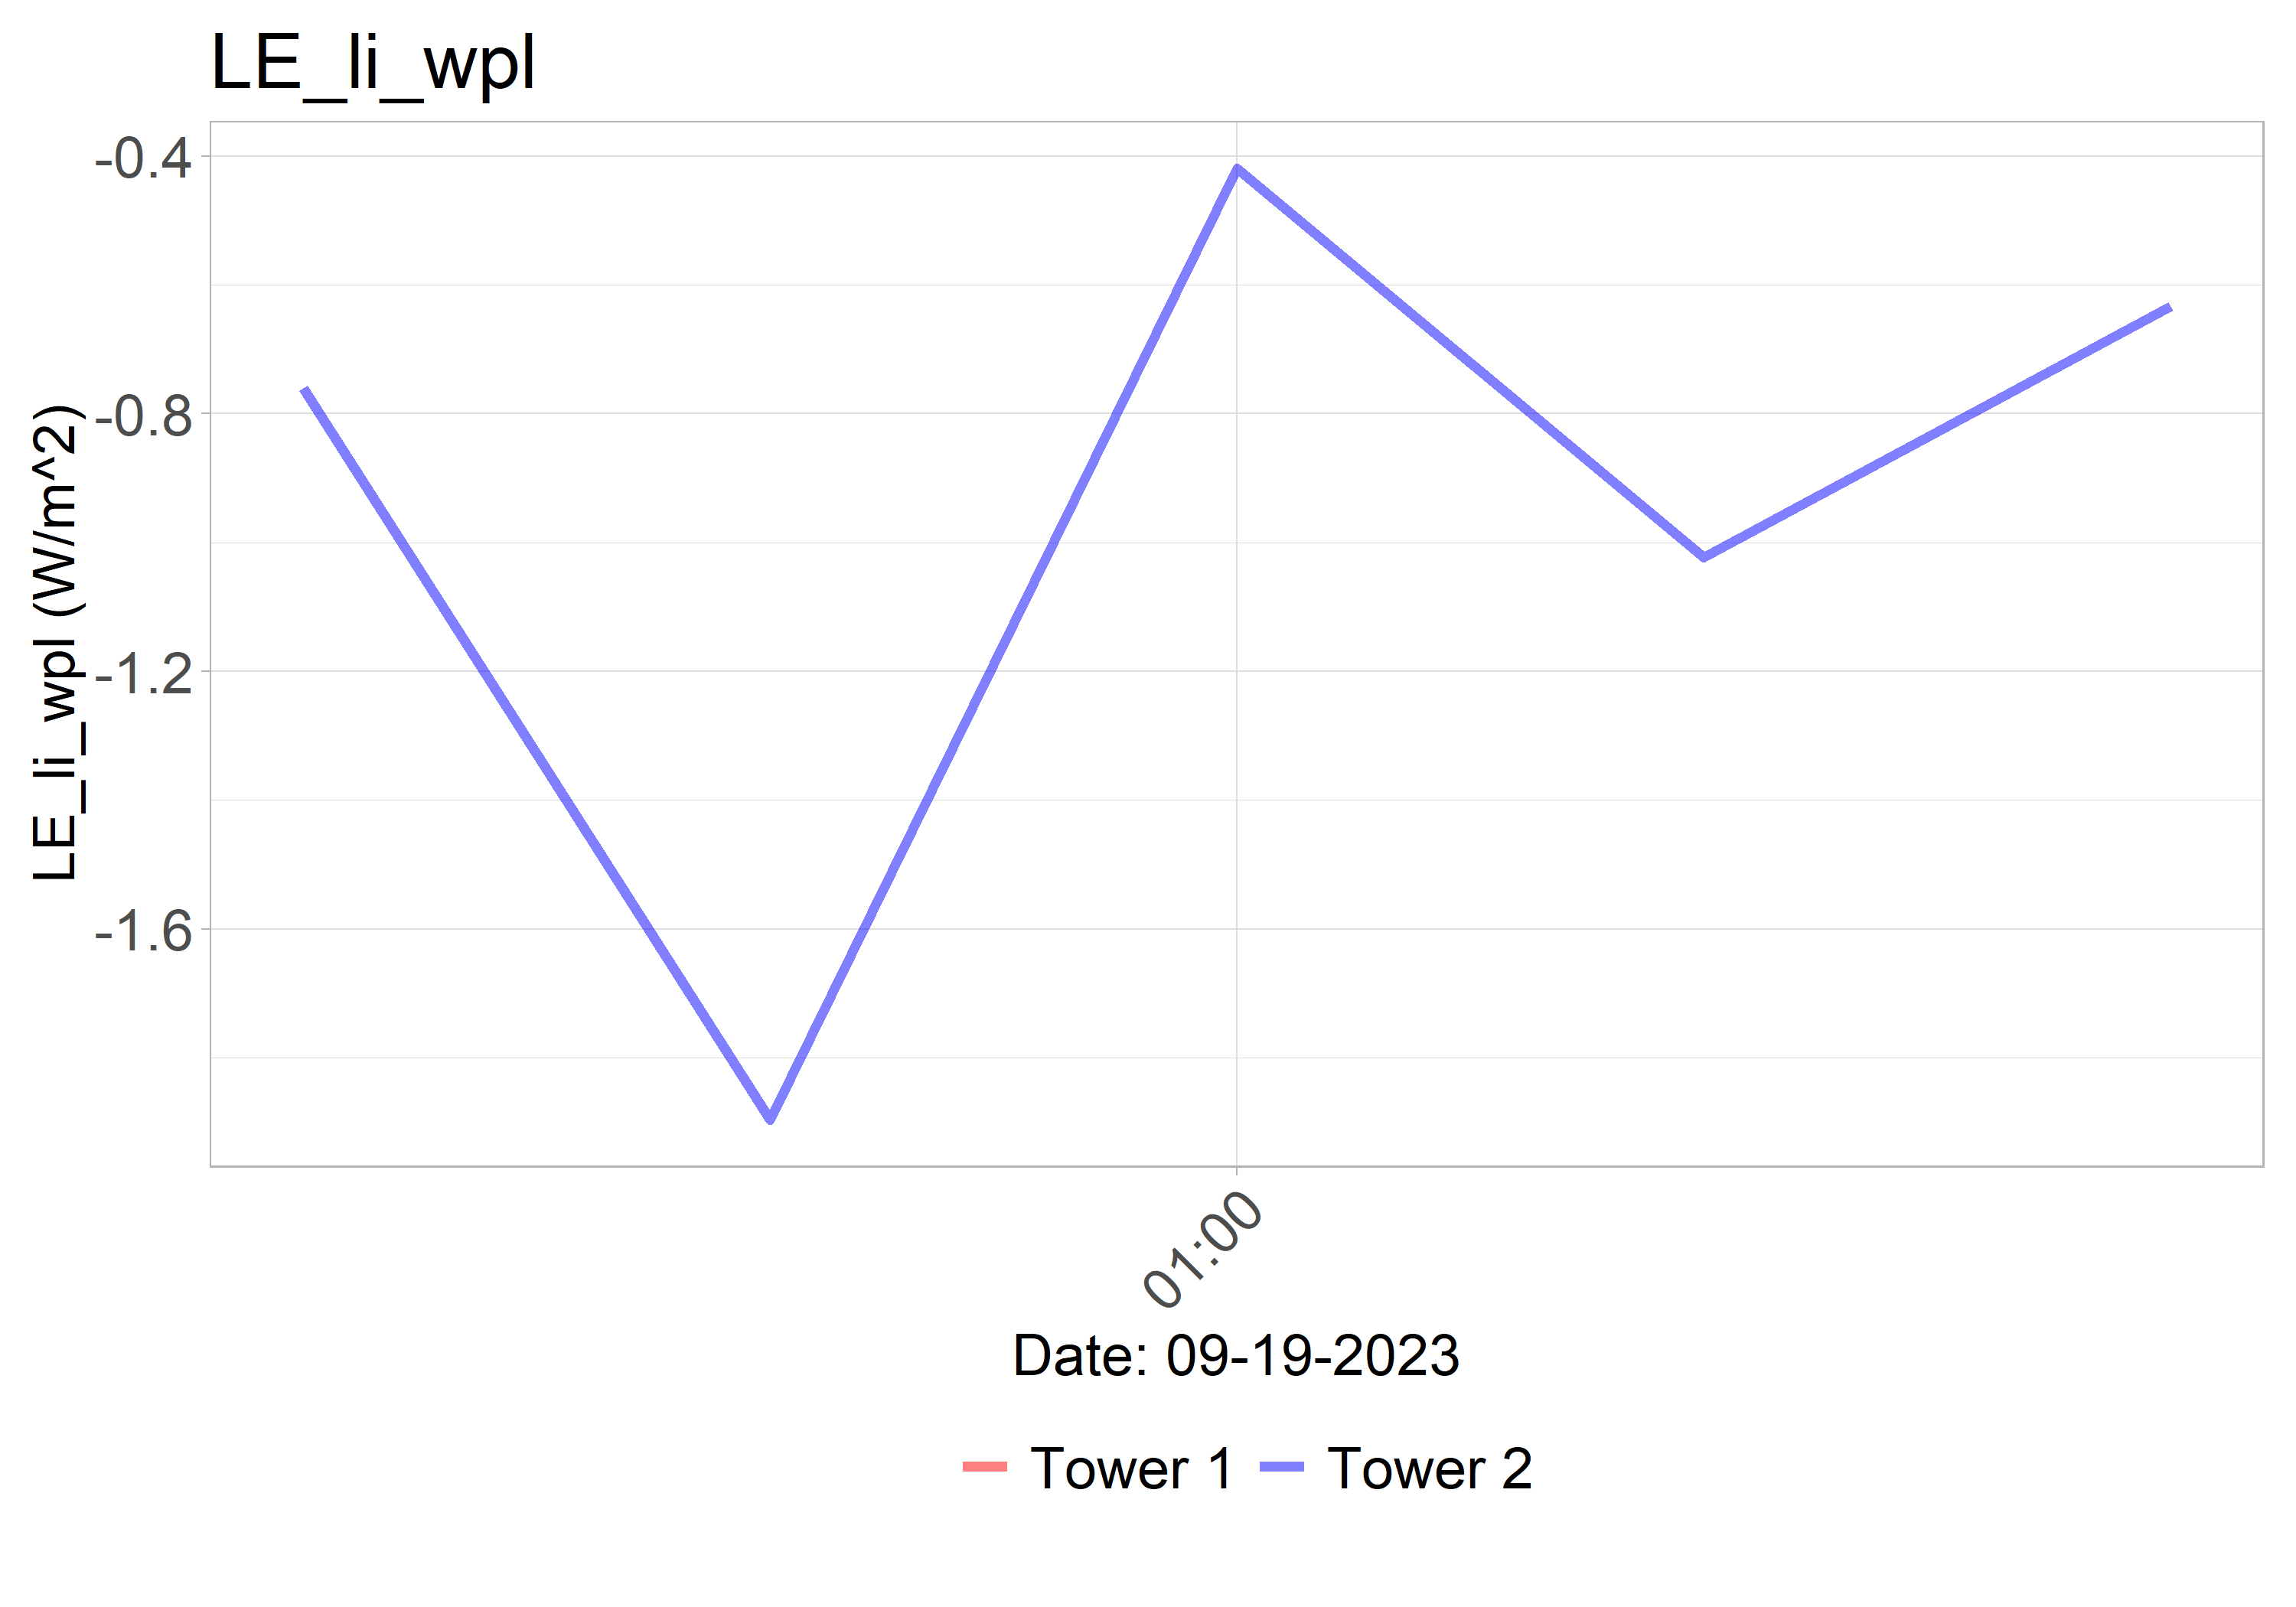 LE_li_wpl
LE_li_wpl (W/m^2)
-0.4
-0.8
-1.2
-1.6
01:00
Date: 09-19-2023
Tower 1 Tower 2